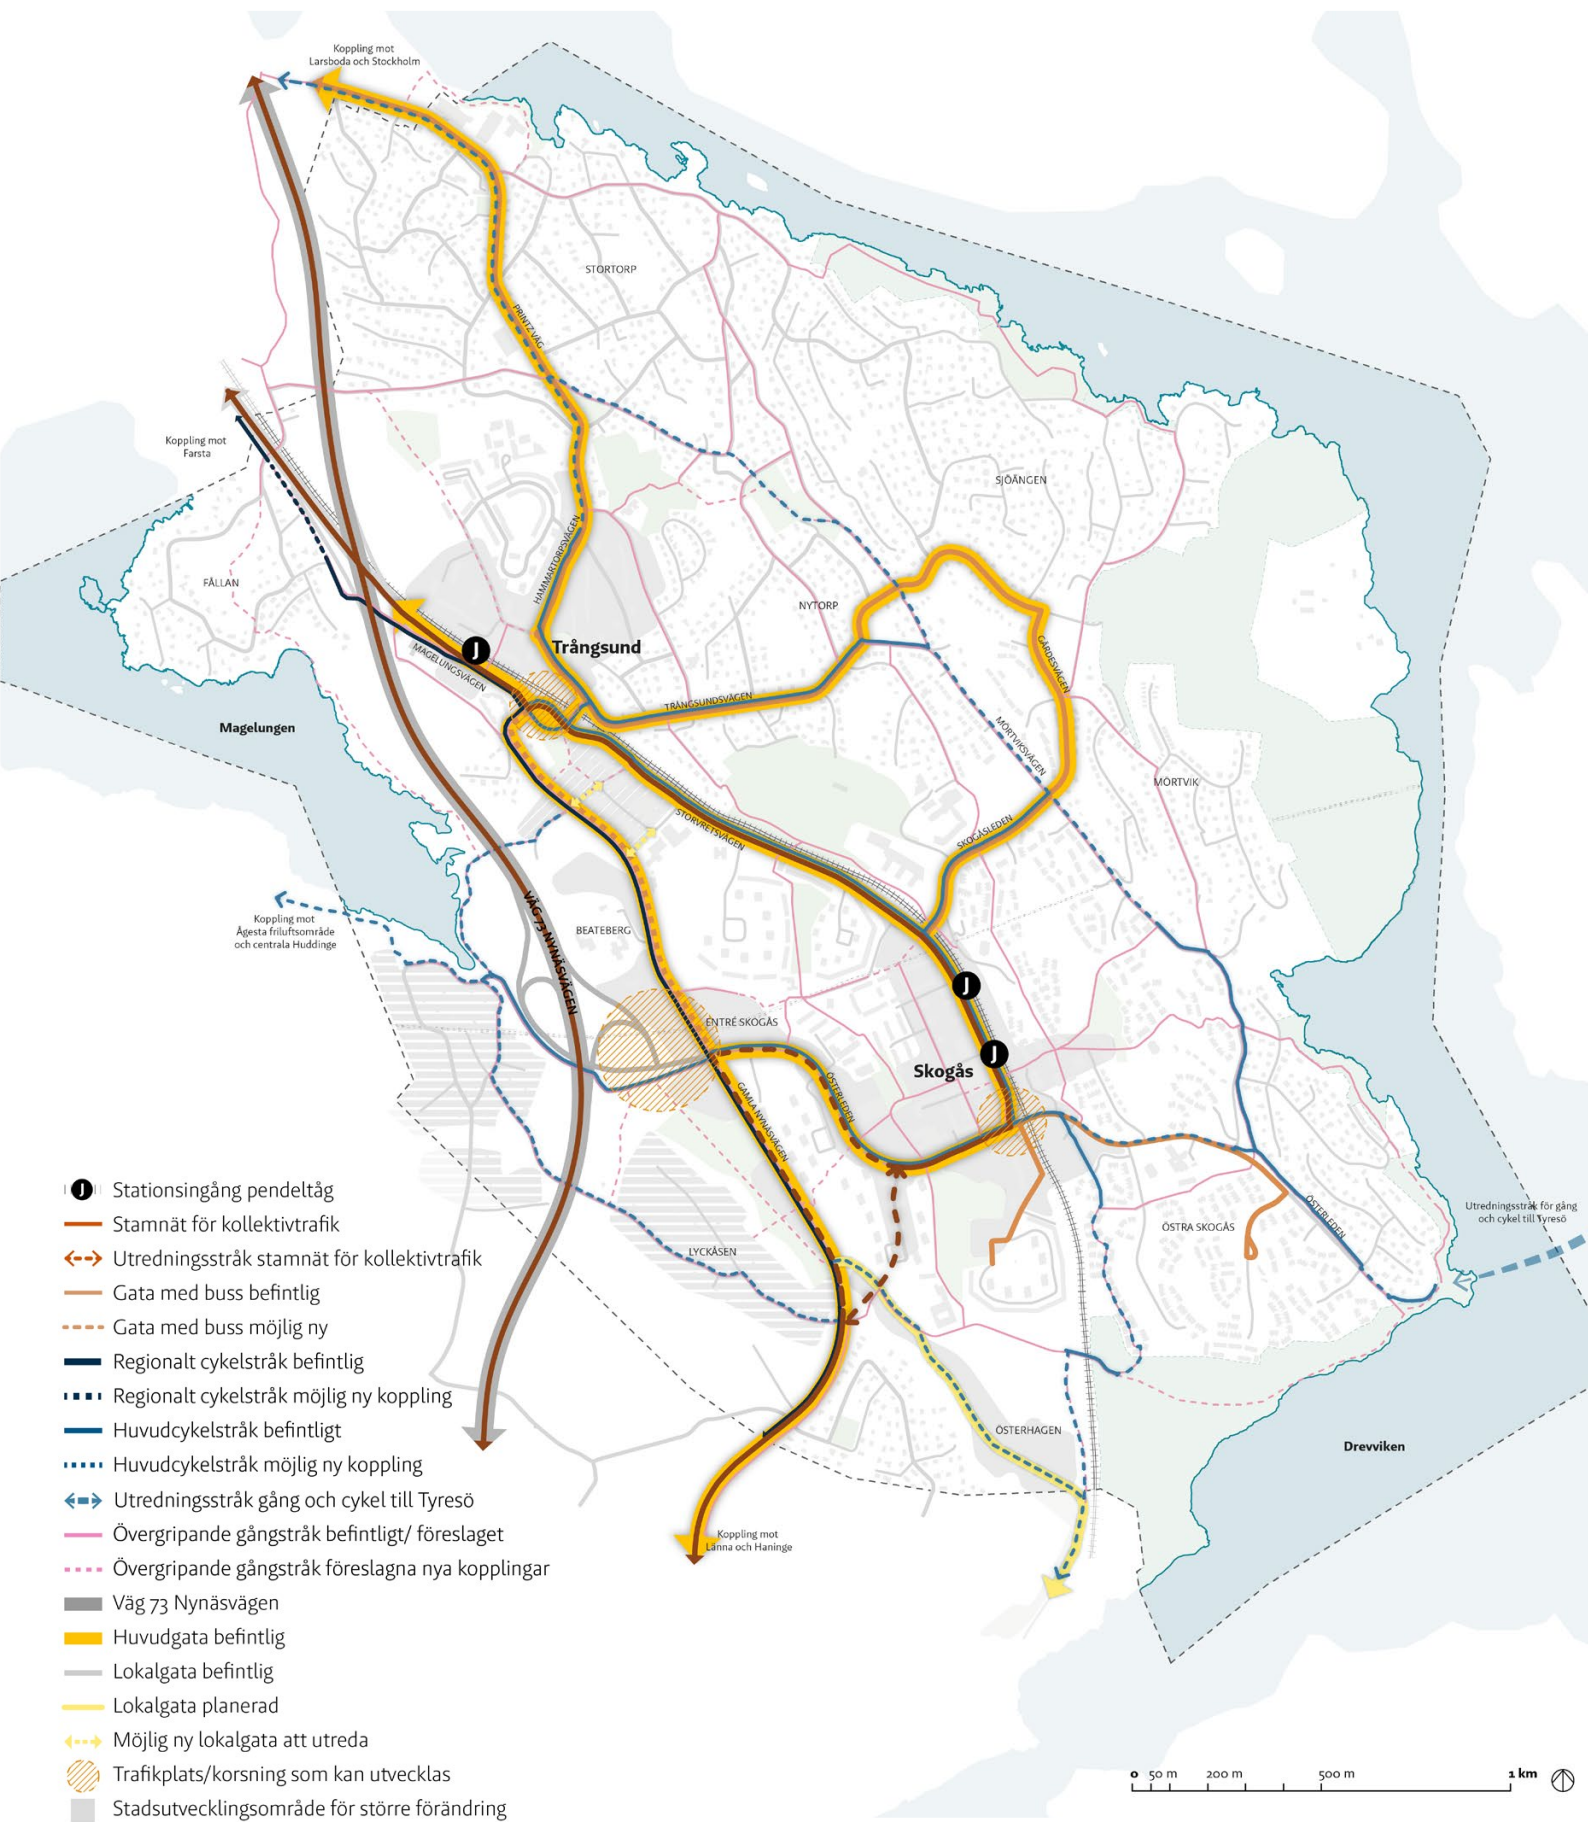 Koppling mot
Larsboda och Stockholm
STORTORP
PRINTZ VÄG
Koppling mot
Farsta
SJÖÄNGEN
HAMMARTORPSVÄGEN
FÅLLAN
NYTORP
Trångsund
J
MAGELUNGSVÄGEN
GÅRDESVÄGEN
TRÅNGSUNDSVÄGEN
Magelungen
MÖRTVIKSVÄGEN
MÖRTVIK
STORVRETSVÄGEN
SKOGÅSLEDEN
VÄG 73 NYNÄSVÄGEN
Koppling mot
Ågesta friluftsområde
och centrala Huddinge
BEATEBERG
J
ENTRÉ SKOGÅS
J
Skogås
ÖSTERLEDEN
GAMLA NYNÄSVÄGEN
Utredningsstråk för gång
och cykel till Tyresö
ÖSTERLEDEN
ÖSTRA SKOGÅS
LYCKÅSEN
ÖSTERHAGEN
Drevviken
Koppling mot
Länna och Haninge
J Stationsingång pendeltåg
Stamnät för kollektivtrafik
Utredningsstråk stamnät för kollektivtrafik
Gata med buss befintlig
Gata med buss möjlig ny
Regionalt cykelstråk befintlig
Regionalt cykelstråk möjlig ny koppling
Huvudcykelstråk befintligt
Huvudcykelstråk möjlig ny koppling
Utredningsstråk gång och cykel till Tyresö
Övergripande gångstråk befintligt/ föreslaget
Övergripande gångstråk föreslagna nya kopplingar
Väg 73 Nynäsvägen
Huvudgata befintlig
Lokalgata befintlig
Lokalgata planerad
Möjlig ny lokalgata att utreda
Trafikplats/korsning som kan utvecklas
Stadsutvecklingsområde för större förändring
0 50 m 200 m 500 m 1 km